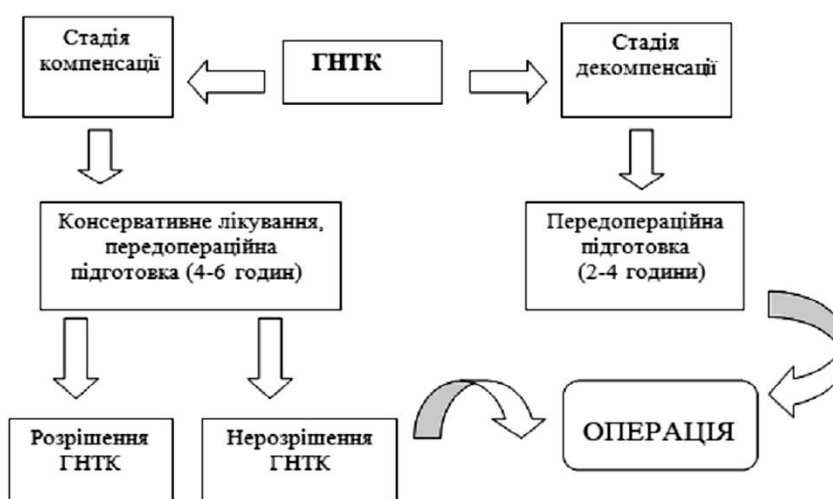 Стадія
компенсації
ГНТК
Стадія
декомпенсації
Консервативне лікування,
передопераційна
підготовка (4-6 годин)
Передопераційна
підготовка
(2-4 години)
Розрішення
ГНТК
Нерозрішення
ГНТК
ОПЕРАЦІЯ